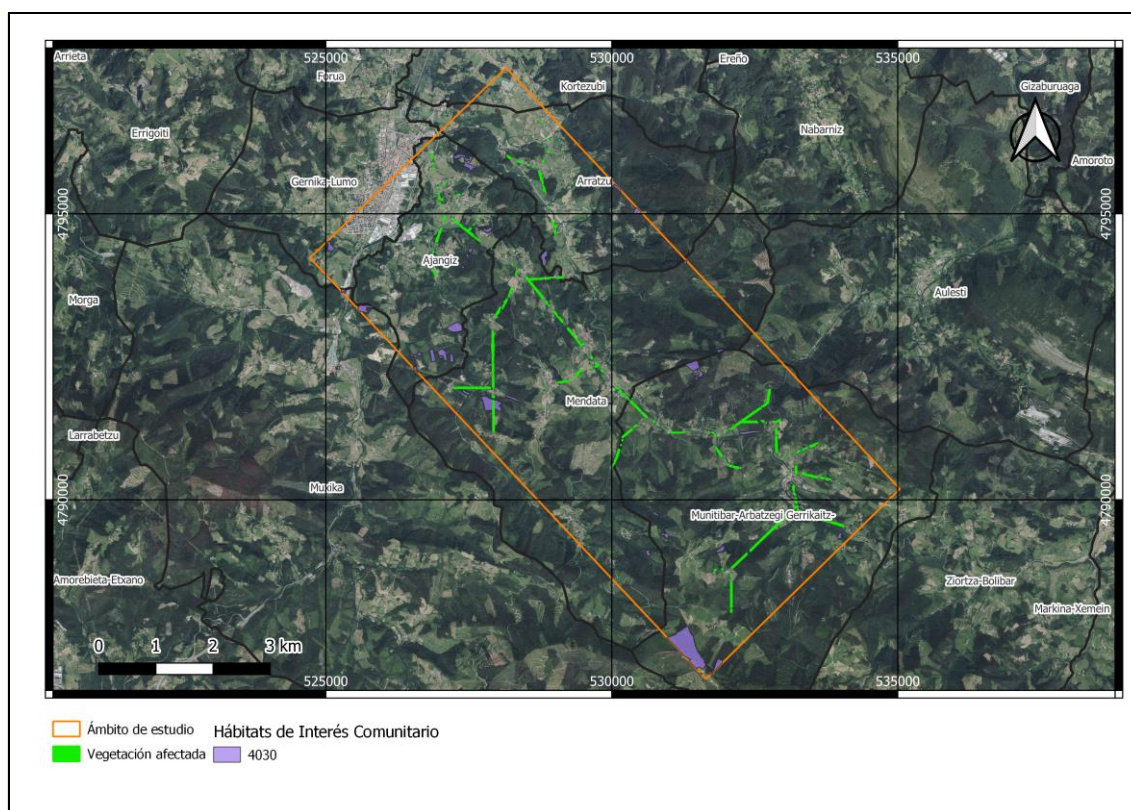 525000
530000
535000
Arrieta
Forua
Kortezubi
Ereño
Gizaburuaga
Errigoiti
Nabarniz
Amoroto
Gernika-Lumo
Arratzu
4795000
4795000
Ajangiz
Morga
Aulesti
Mendata
Larrabetzu
Muxika
4790000
4790000
Munitibar-Arbatzegi Gerrikaitz-
Amorebieta-Etxano
Ziortza-Bolibar
Markina-Xemein
0 1 2 3 km
525000
530000
535000
Ámbito de estudio
Hábitats de Interés Comunitario
Vegetación afectada
4030